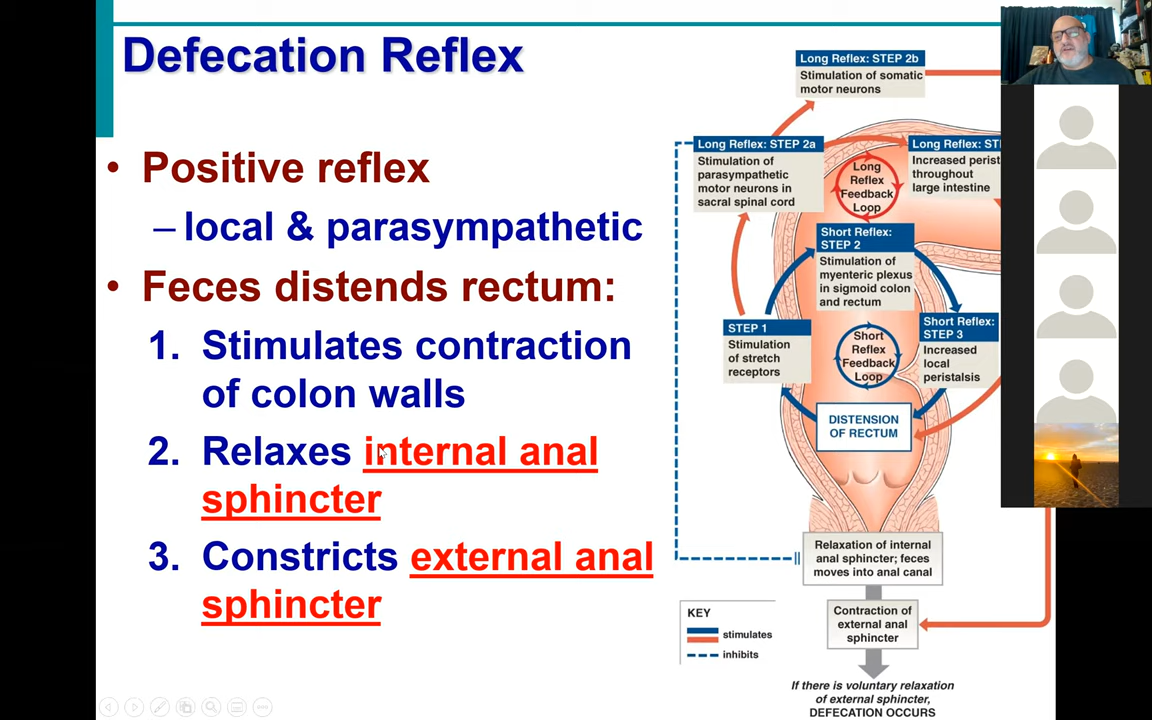 Defecation Reflex
• Positive reflex
– local & parasympathetic
• Feces distends rectum:
1. Stimulates contraction
of colon walls
2. Relaxes internal anal
sphincter
3. Constricts external anal
sphincter
Long Reflex: STEP 2b
Stimulation of somatic
motor neurons
Long Reflex: STEP 2a
Stimulation of
parasympathetic
motor neurons in
sacral spinal cord
Long
Reflex
Feedback
Loop
Long Reflex:
Increased
throughout
large intestine
Short Reflex:
STEP 2
Stimulation of
myenteric plexus
in sigmoid colon
and rectum
STEP 1
Stimulation
of stretch
receptors
Short
Reflex
Feedback
Loop
Short Reflex:
STEP 3
Increased
local
peristalsis
DISTENSION
OF RECTUM
Relaxation of internal
anal sphincter; feces
moves into anal canal
KEY
stimulates
inhibits
Contraction of
external anal
sphincter
If there is voluntary relaxation
of external sphincter,
DEFECATION OCCURS